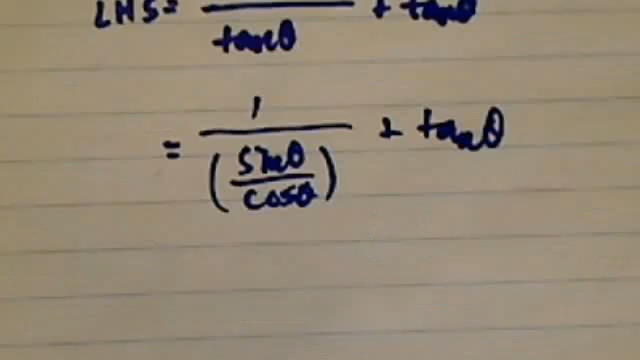 LHS = ─── + tanθ
tanθ
1
= ─── + tanθ
( sinθ / cosθ )